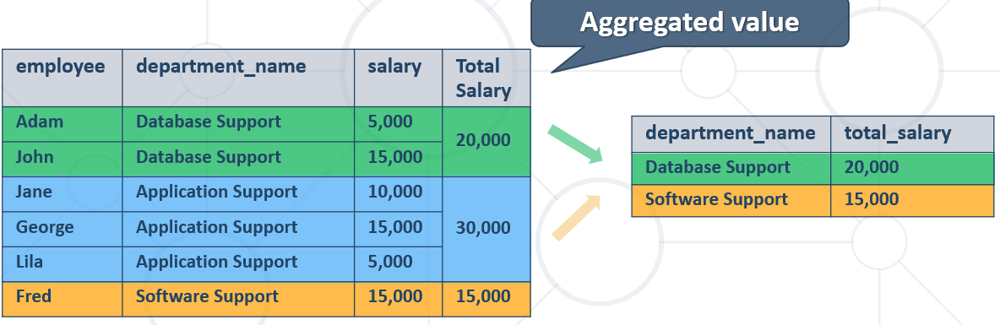 Aggregated value
employee department_name salary Total Salary
Adam Database Support 5,000 20,000
John Database Support 15,000
Jane Application Support 10,000 30,000
George Application Support 15,000
Lila Application Support 5,000
Fred Software Support 15,000 15,000
department_name total_salary
Database Support 20,000
Software Support 15,000